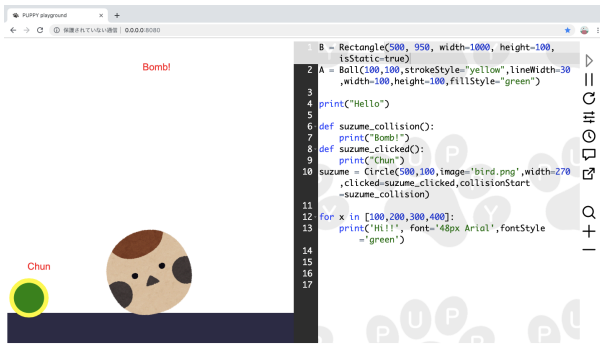 PUPPY playground
保護されていない通信 | 0.0.0.0:8080
Bomb!
Chun
1 B = Rectangle(500, 950, width=1000, height=100,
isStatic=true)
2 A = Ball(100,100,strokeStyle="yellow",lineWidth=30
,width=100,height=100,fillStyle="green")
3
4 print("Hello")
5
6 def suzume_collision():
7 print("Bomb!")
8 def suzume_clicked():
9 print("Chun")
10 suzume = Circle(500,100,image='bird.png',width=270
,clicked=suzume_clicked,collisionStart
=suzume_collision)
11
12 for x in [100,200,300,400]:
13 print('Hi!!', font='48px Arial',fontStyle
='green')
14
15
16
17
PUPPY
PUPPY